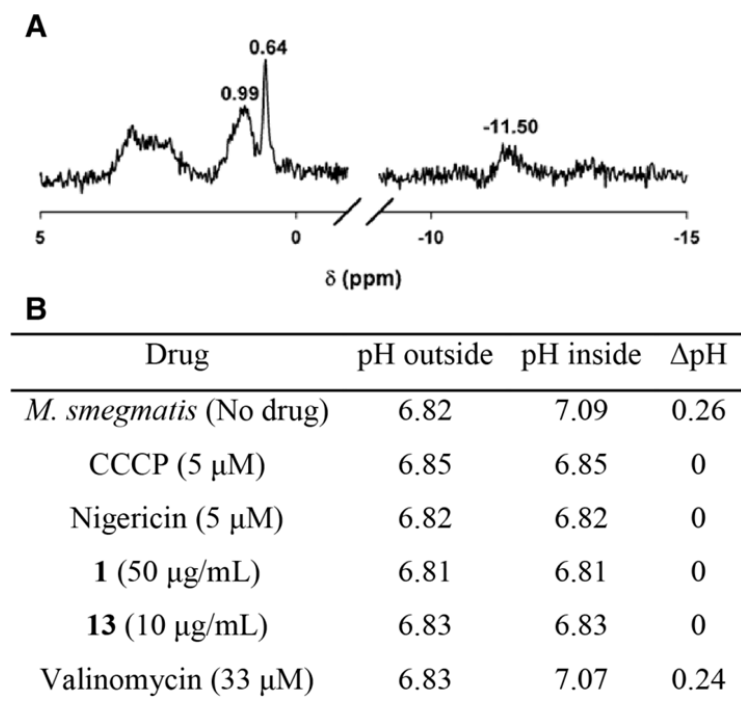 A
0.64
0.99
-11.50
5 0 -10 -15
δ (ppm)
B
Drug pH outside pH inside ΔpH
M. smegmatis (No drug) 6.82 7.09 0.26
CCCP (5 μM) 6.85 6.85 0
Nigericin (5 μM) 6.82 6.82 0
1 (50 μg/mL) 6.81 6.81 0
13 (10 μg/mL) 6.83 6.83 0
Valinomycin (33 μM) 6.83 7.07 0.24